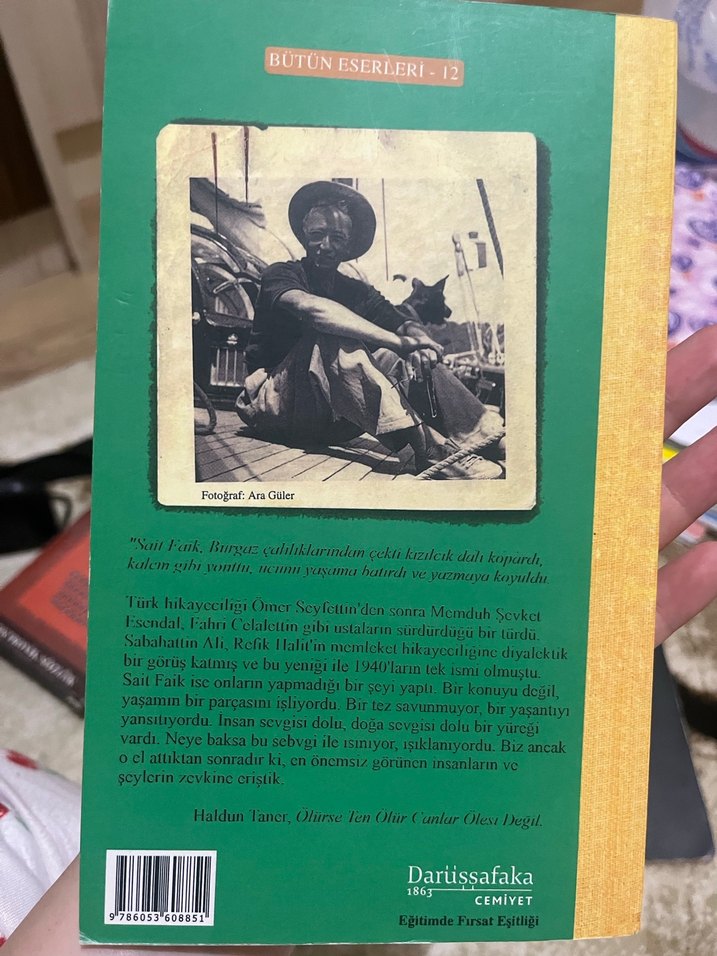 BÜTÜN ESERLERİ - 12
Fotoğraf: Ara Güler
"Sait Faik, Burgaz çalılıklarından çekti kızılcık dalı kopardı,
kalem gibi yonttu, ucunu yaşama batırdı ve yazmaya koyuldu.
Türk hikayeciliği Ömer Seyfettin'den sonra Memduh Şevket
Esendal, Fahri Celalettin gibi ustaların sürdürdüğü bir türdü.
Sabahattin Ali, Refik Halit'in memleket hikayeciliğine diyalektik
bir görüş katmış ve bu yeniği ile 1940'ların tek ismi olmuştu.
Sait Faik ise onların yapmadığı bir şeyi yaptı. Bir konuyu değil,
yaşamın bir parçasını işliyordu. Bir tez savunmuyor, bir yaşantıyı
yansıtıyordu. İnsan sevgisi dolu, doğa sevgisi dolu bir yüreği
vardı. Neye baksa bu sebvgi ile ısınıyor, ışıklanıyordu. Biz ancak
o el attıktan sonradır ki, en önemsiz görünen insanların ve
şeylerin zevkine eriştik.
Haldun Taner, Ölürse Ten Ölür Canlar Ölesi Değil.
9 786053 608851
Darüşşafaka
1863
CEMİYET
Eğitimde Fırsat Eşitliği